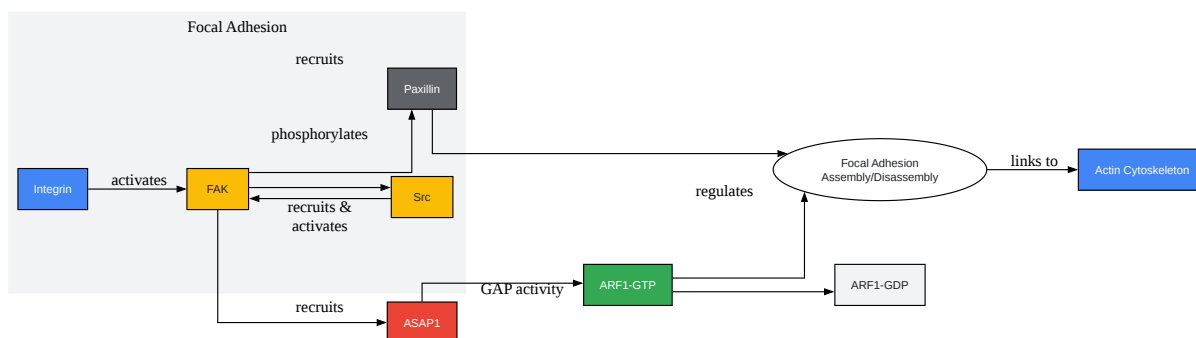 Focal Adhesion
recruits
Paxillin
phosphorylates
Integrin
activates
FAK
Src
recruits &
activates
Focal Adhesion
Assembly/Disassembly
links to
Actin Cytoskeleton
regulates
GAP activity
ARF1-GTP
ARF1-GDP
recruits
ASAP1